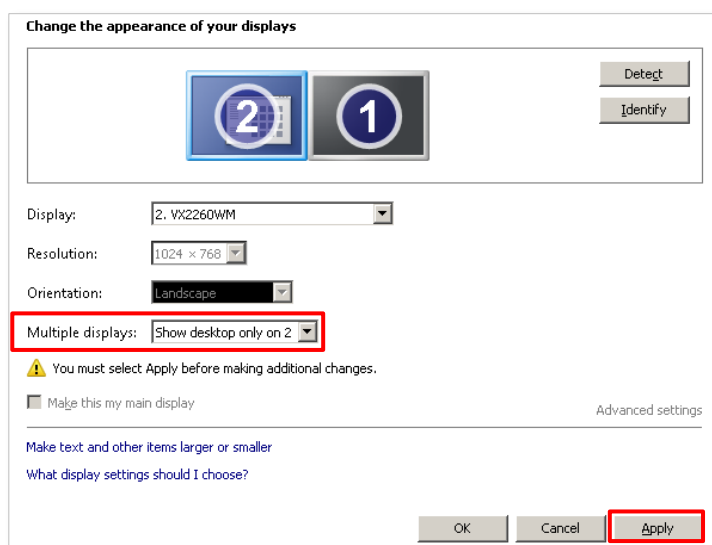 Change the appearance of your displays
2 1
Detect
Identify
Display: 2. VX2260WM
Resolution: 1024 × 768
Orientation: Landscape
Multiple displays: Show desktop only on 2
You must select Apply before making additional changes.
Make this my main display
Advanced settings
Make text and other items larger or smaller
What display settings should I choose?
OK Cancel Apply